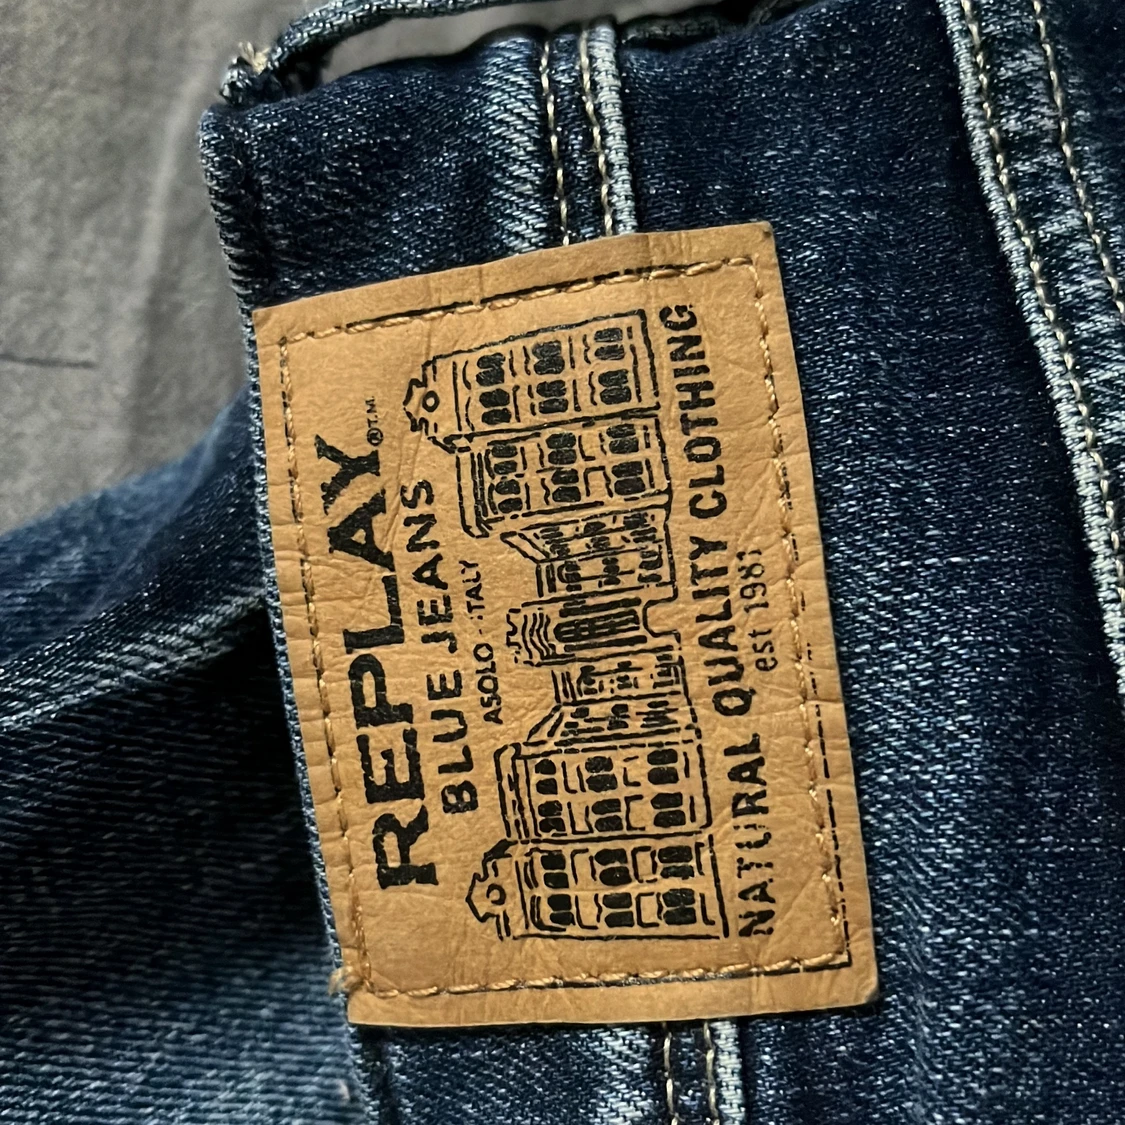 REPLAY ®T.M.
BLUE JEANS
ASOLO - ITALY
NATURAL QUALITY CLOTHING
est 1981